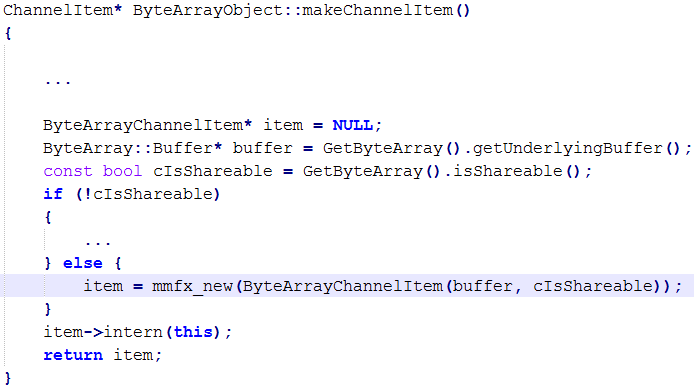 ChannelItem* ByteArrayObject::makeChannelItem()
{
...
ByteArrayChannelItem* item = NULL;
ByteArray::Buffer* buffer = GetByteArray().getUnderlyingBuffer();
const bool cIsShareable = GetByteArray().isShareable();
if (!cIsShareable)
{
...
} else {
item = mmfx_new(ByteArrayChannelItem(buffer, cIsShareable));
}
item->intern(this);
return item;
}